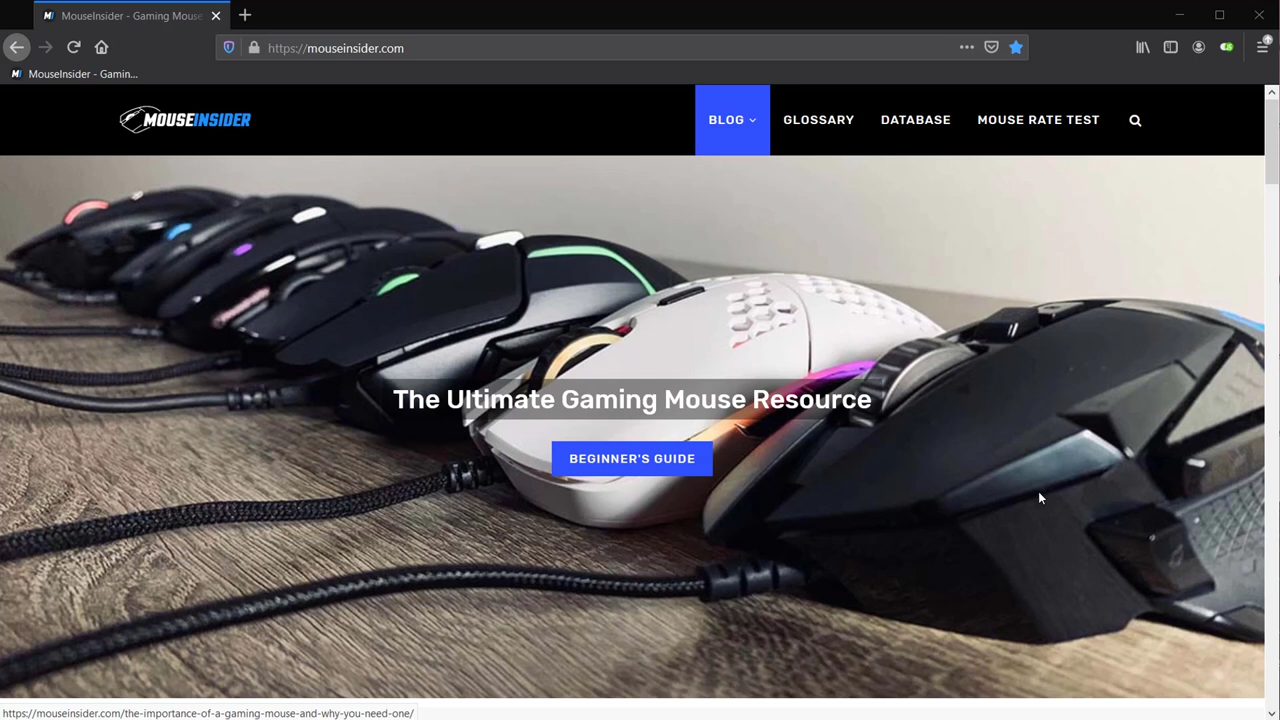 MouseInsider - Gaming Mouse
https://mouseinsider.com
MouseInsider - Gamin...
MOUSEINSIDER
BLOG
GLOSSARY
DATABASE
MOUSE RATE TEST
The Ultimate Gaming Mouse Resource
BEGINNER'S GUIDE
https://mouseinsider.com/the-importance-of-a-gaming-mouse-and-why-you-need-one/